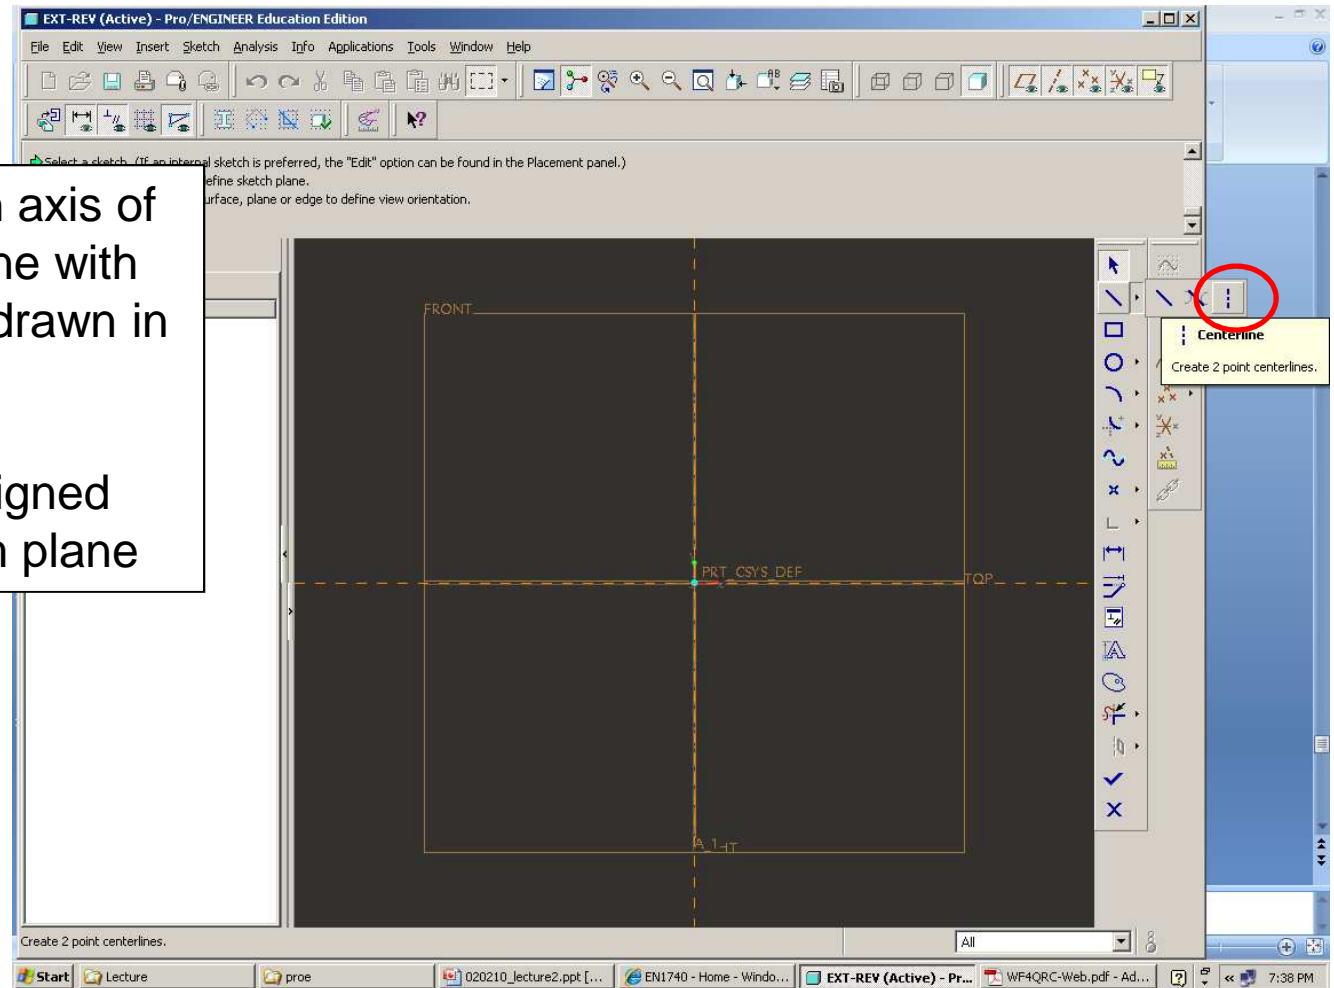 EXT-REV (Active) - Pro/ENGINEER Education Edition
File Edit View Insert Sketch Analysis Info Applications Tools Window Help
Select a sketch. (If an internal sketch is preferred, the "Edit" option can be found in the Placement panel.)
efine sketch plane.
urface, plane or edge to define view orientation.
axis of
ne with
drawn in
igned
plane
FRONT
Centerline
Create 2 point centerlines.
PRT_CSYS_DEF
TOP
A_1
HT
Create 2 point centerlines.
All
Start Lecture proe 020210_lecture2.ppt [... EN1740 - Home - Windo... EXT-REV (Active) - Pr... WF4QRC-Web.pdf - Ad... 7:38 PM